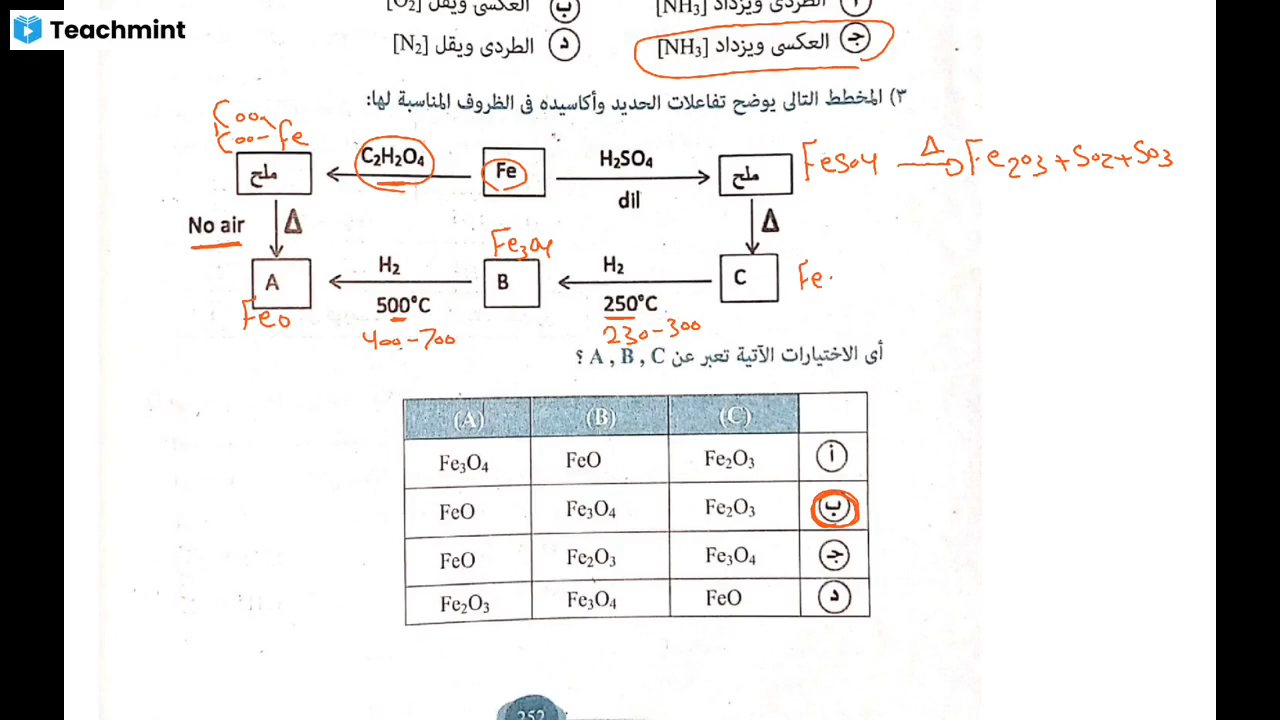 Teachmint
أ الطردى ويزداد [NH3] ب العكسى ويقل [O2]
ج العكسى ويزداد [NH3] د الطردى ويقل [N2]
٣) المخطط التالى يوضح تفاعلات الحديد وأكاسيده فى الظروف المناسبة لها:
COO
COO - Fe
ملح C2H2O4 Fe H2SO4 dil ملح FeSO4 Δ Fe2O3 + SO2 + SO3
No air Δ Δ
Fe3O4
A H2 500°C B H2 250°C C Fe
FeO 400-700 230-300
أى الاختيارات الآتية تعبر عن A , B , C ؟
(A) (B) (C)
Fe3O4 FeO Fe2O3 أ
FeO Fe3O4 Fe2O3 ب
FeO Fe2O3 Fe3O4 ج
Fe2O3 Fe3O4 FeO د
252